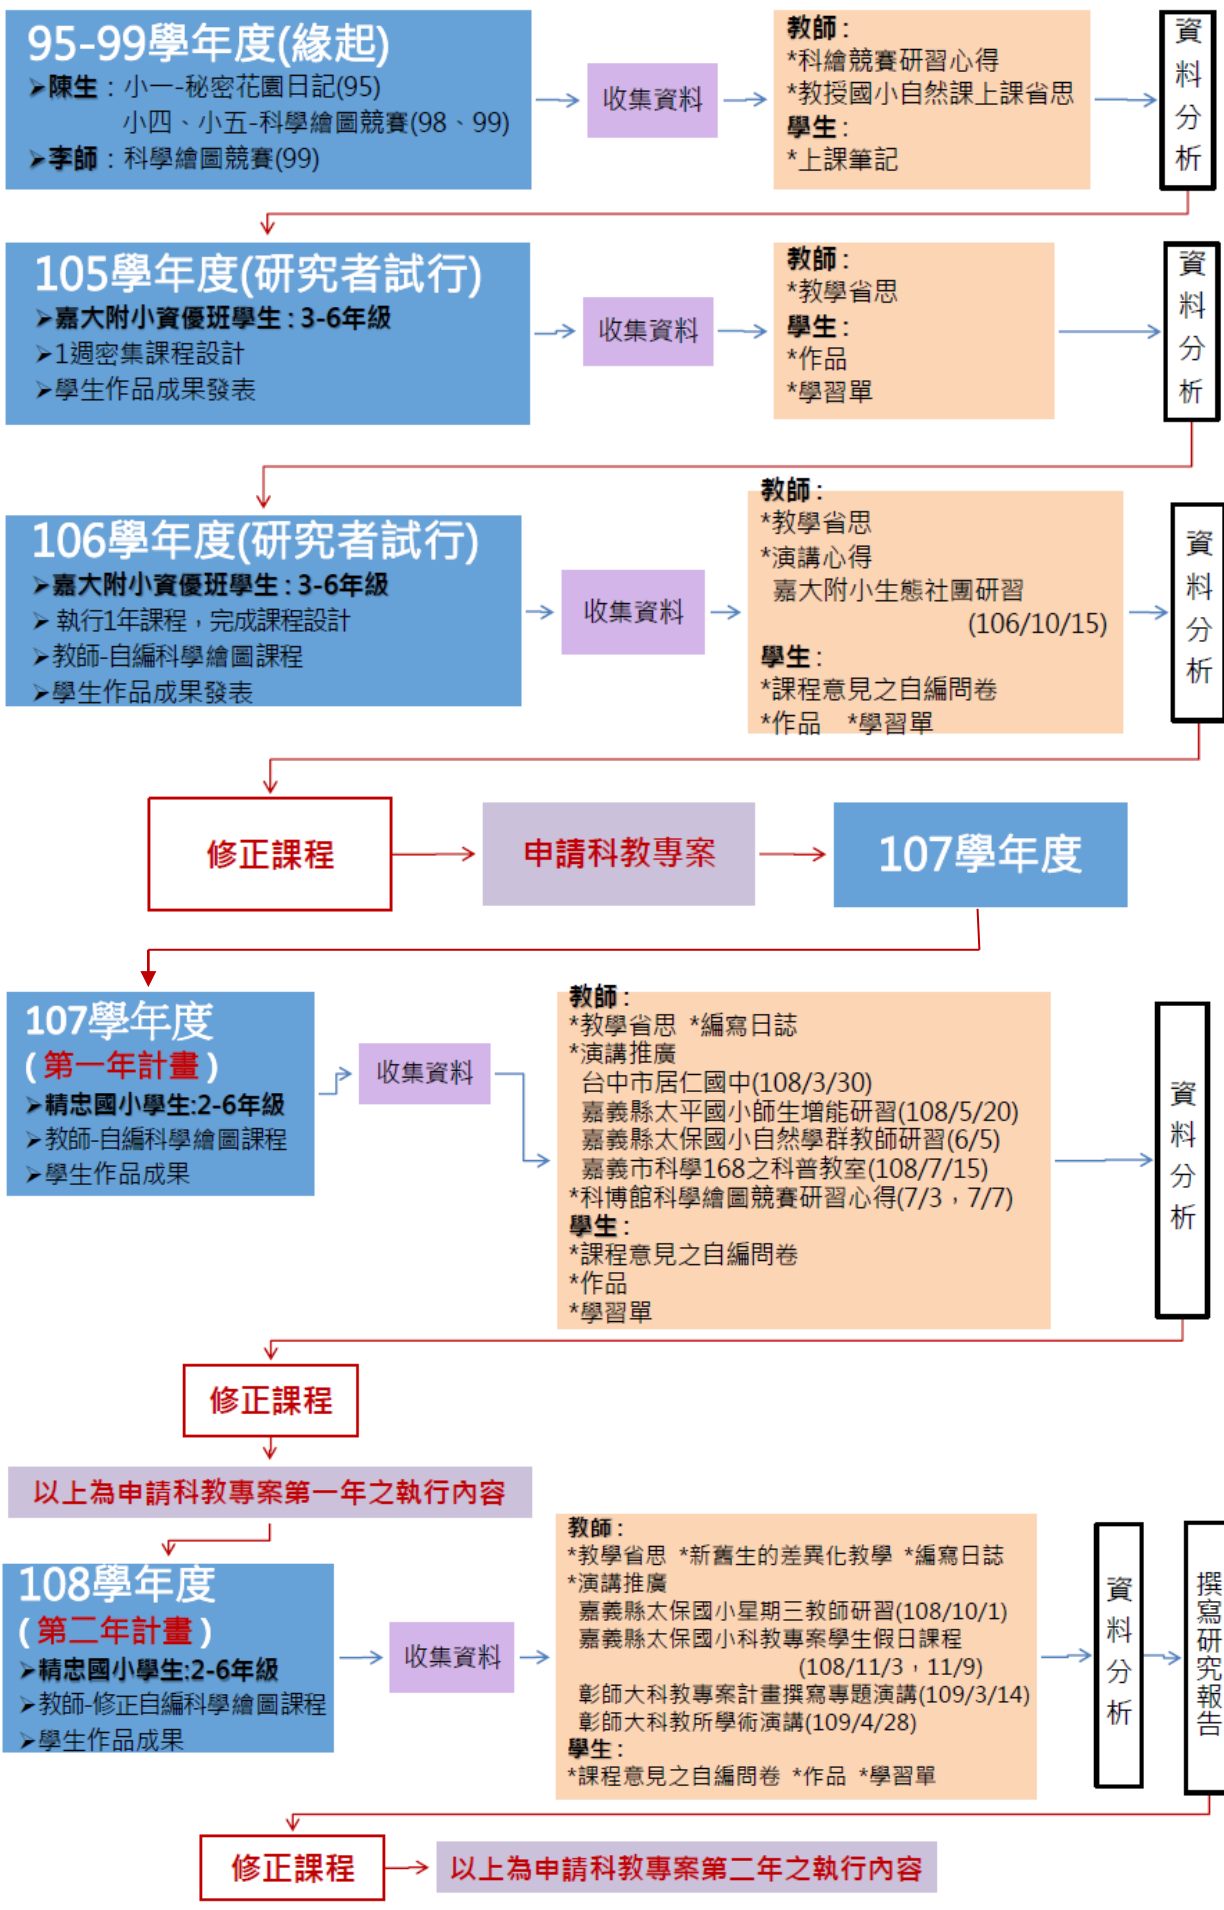 95-99學年度(緣起)
➢陳生：小一-秘密花園日記(95)
小四、小五-科學繪圖競賽(98、99)
➢李師：科學繪圖競賽(99)
收集資料
教師：
*科繪競賽研習心得
*教授國小自然課上課省思
學生：
*上課筆記
資料分析
105學年度(研究者試行)
➢嘉大附小資優班學生：3-6年級
➢1週密集課程設計
➢學生作品成果發表
收集資料
教師：
*教學省思
學生：
*作品
*學習單
資料分析
106學年度(研究者試行)
➢嘉大附小資優班學生：3-6年級
➢執行1年課程，完成課程設計
➢教師-自編科學繪圖課程
➢學生作品成果發表
收集資料
教師：
*教學省思
*演講心得
嘉大附小生態社團研習
(106/10/15)
學生：
*課程意見之自編問卷
*作品 *學習單
資料分析
修正課程
申請科教專案
107學年度
107學年度
(第一年計畫)
➢精忠國小學生:2-6年級
➢教師-自編科學繪圖課程
➢學生作品成果
收集資料
教師：
*教學省思 *編寫日誌
*演講推廣
台中市居仁國中(108/3/30)
嘉義縣太平國小師生增能研習(108/5/20)
嘉義縣太保國小自然學群教師研習(6/5)
嘉義市科學168之科普教室(108/7/15)
*科博館科學繪圖競賽研習心得(7/3，7/7)
學生：
*課程意見之自編問卷
*作品
*學習單
資料分析
修正課程
以上為申請科教專案第一年之執行內容
108學年度
(第二年計畫)
➢精忠國小學生:2-6年級
➢教師-修正自編科學繪圖課程
➢學生作品成果
收集資料
教師：
*教學省思 *新舊生的差異化教學 *編寫日誌
*演講推廣
嘉義縣太保國小星期三教師研習(108/10/1)
嘉義縣太保國小科教專案學生假日課程
(108/11/3，11/9)
彰師大科教專案計畫撰寫專題演講(109/3/14)
彰師大科教所學術演講(109/4/28)
學生：
*課程意見之自編問卷 *作品 *學習單
資料分析
撰寫研究報告
修正課程
以上為申請科教專案第二年之執行內容